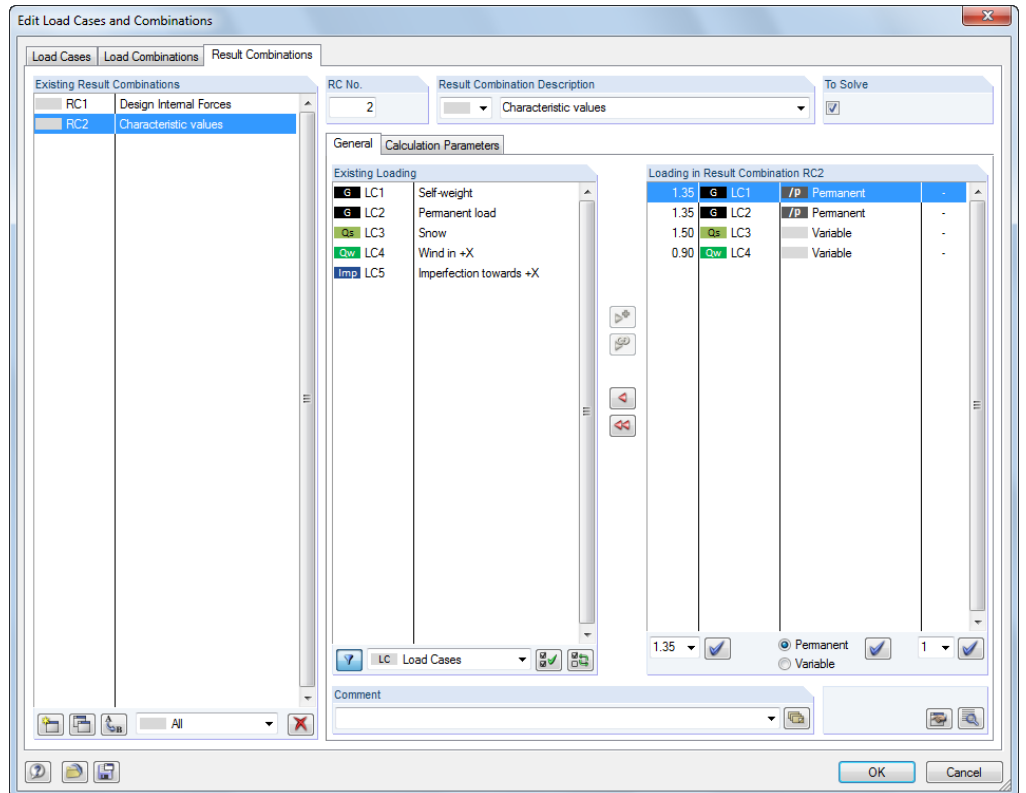 Edit Load Cases and Combinations
Load Cases Load Combinations Result Combinations
Existing Result Combinations
RC1 Design Internal Forces
RC2 Characteristic values
All
RC No.
2
Result Combination Description
Characteristic values
To Solve
General Calculation Parameters
Existing Loading
G LC1 Self-weight
G LC2 Permanent load
Qs LC3 Snow
Qw LC4 Wind in +X
Imp LC5 Imperfection towards +X
LC Load Cases
Loading in Result Combination RC2
1.35 G LC1 /p Permanent -
1.35 G LC2 /p Permanent -
1.50 Qs LC3 Variable -
0.90 Qw LC4 Variable -
1.35 Permanent 1
Variable
Comment
OK Cancel